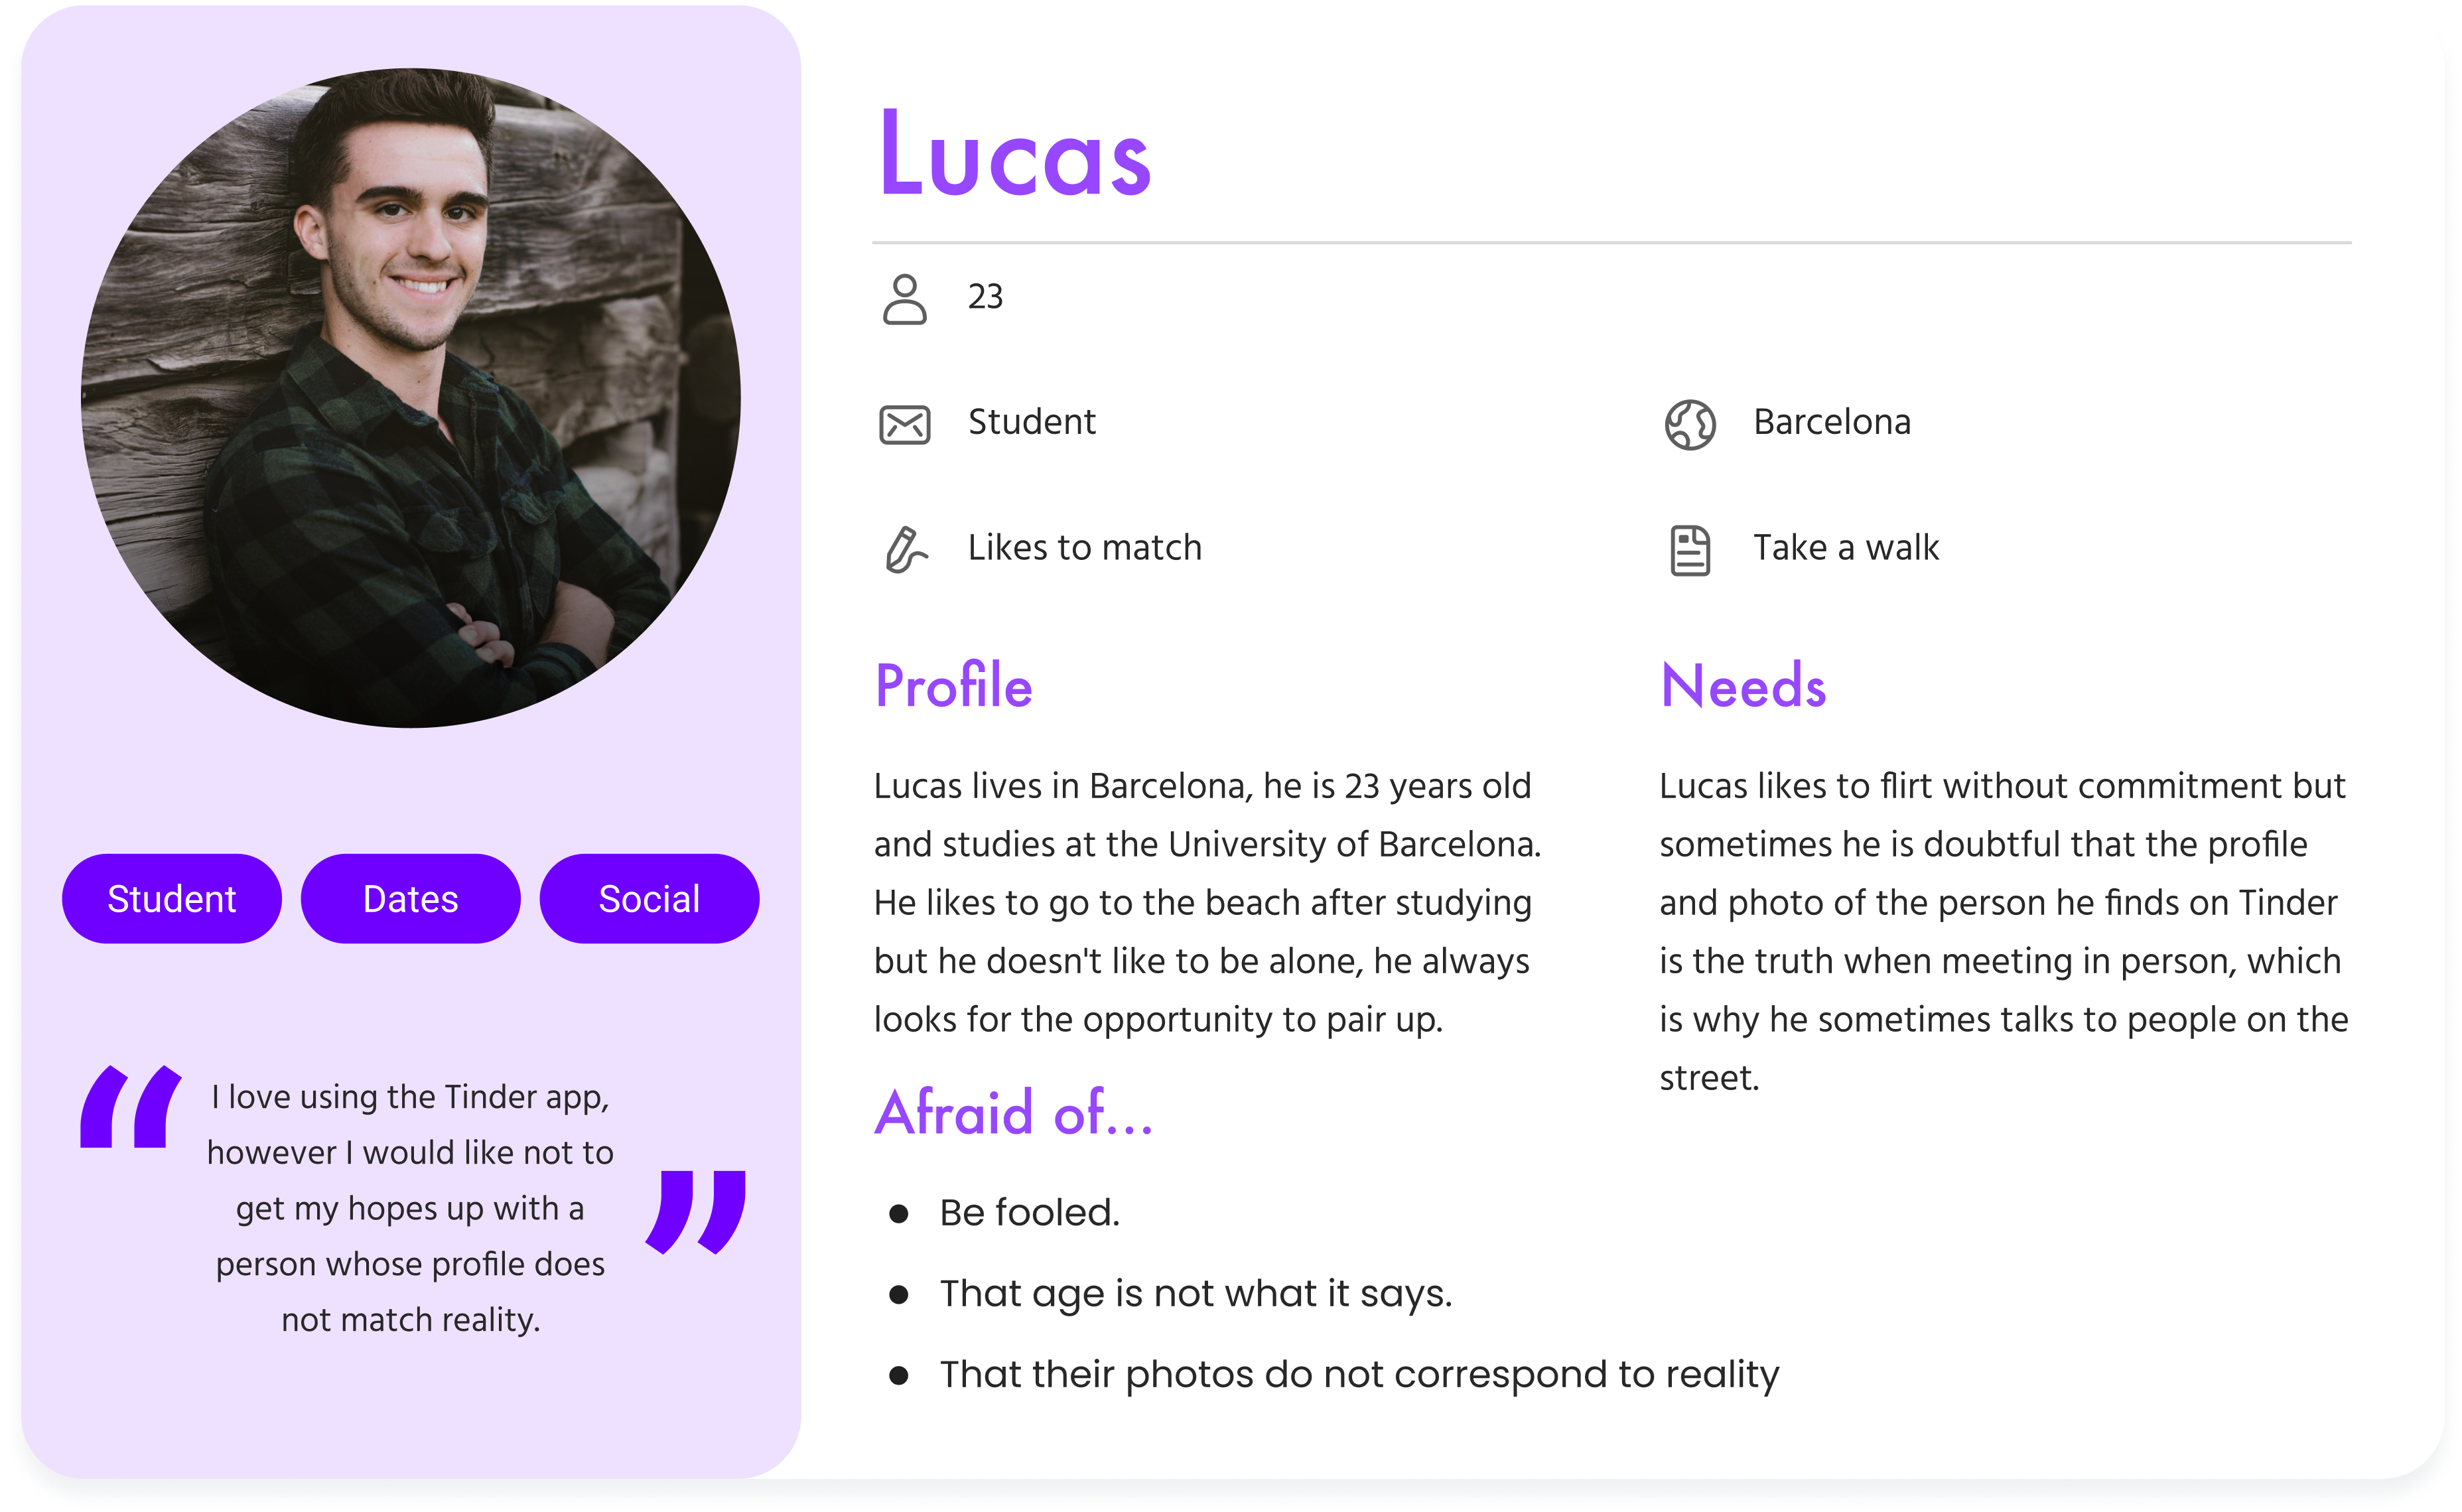 Lucas
23
Student
Barcelona
Likes to match
Take a walk
Profile
Lucas lives in Barcelona, he is 23 years old
and studies at the University of Barcelona.
He likes to go to the beach after studying
but he doesn't like to be alone, he always
looks for the opportunity to pair up.
Needs
Lucas likes to flirt without commitment but
sometimes he is doubtful that the profile
and photo of the person he finds on Tinder
is the truth when meeting in person, which
is why he sometimes talks to people on the
street.
Afraid of...
● Be fooled.
● That age is not what it says.
● That their photos do not correspond to reality
Student
Dates
Social
“ I love using the Tinder app,
however I would like not to
get my hopes up with a
person whose profile does
not match reality. ”